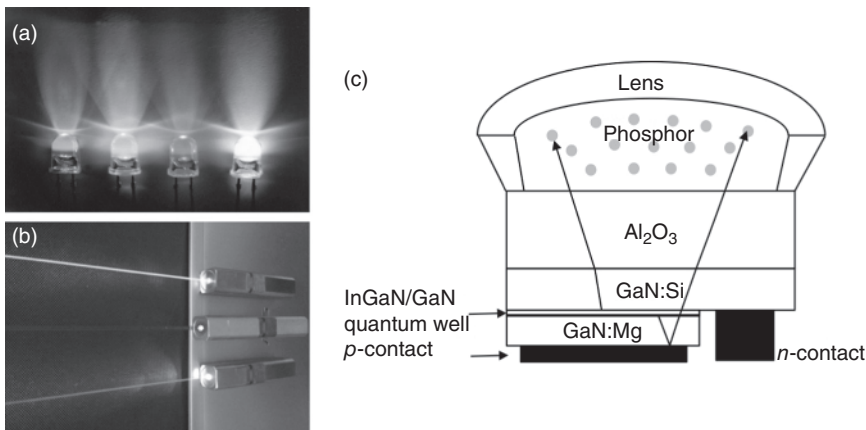 (a)
(b)
(c)
Lens
Phosphor
Al₂O₃
GaN:Si
InGaN/GaN
quantum well
GaN:Mg
p-contact
n-contact